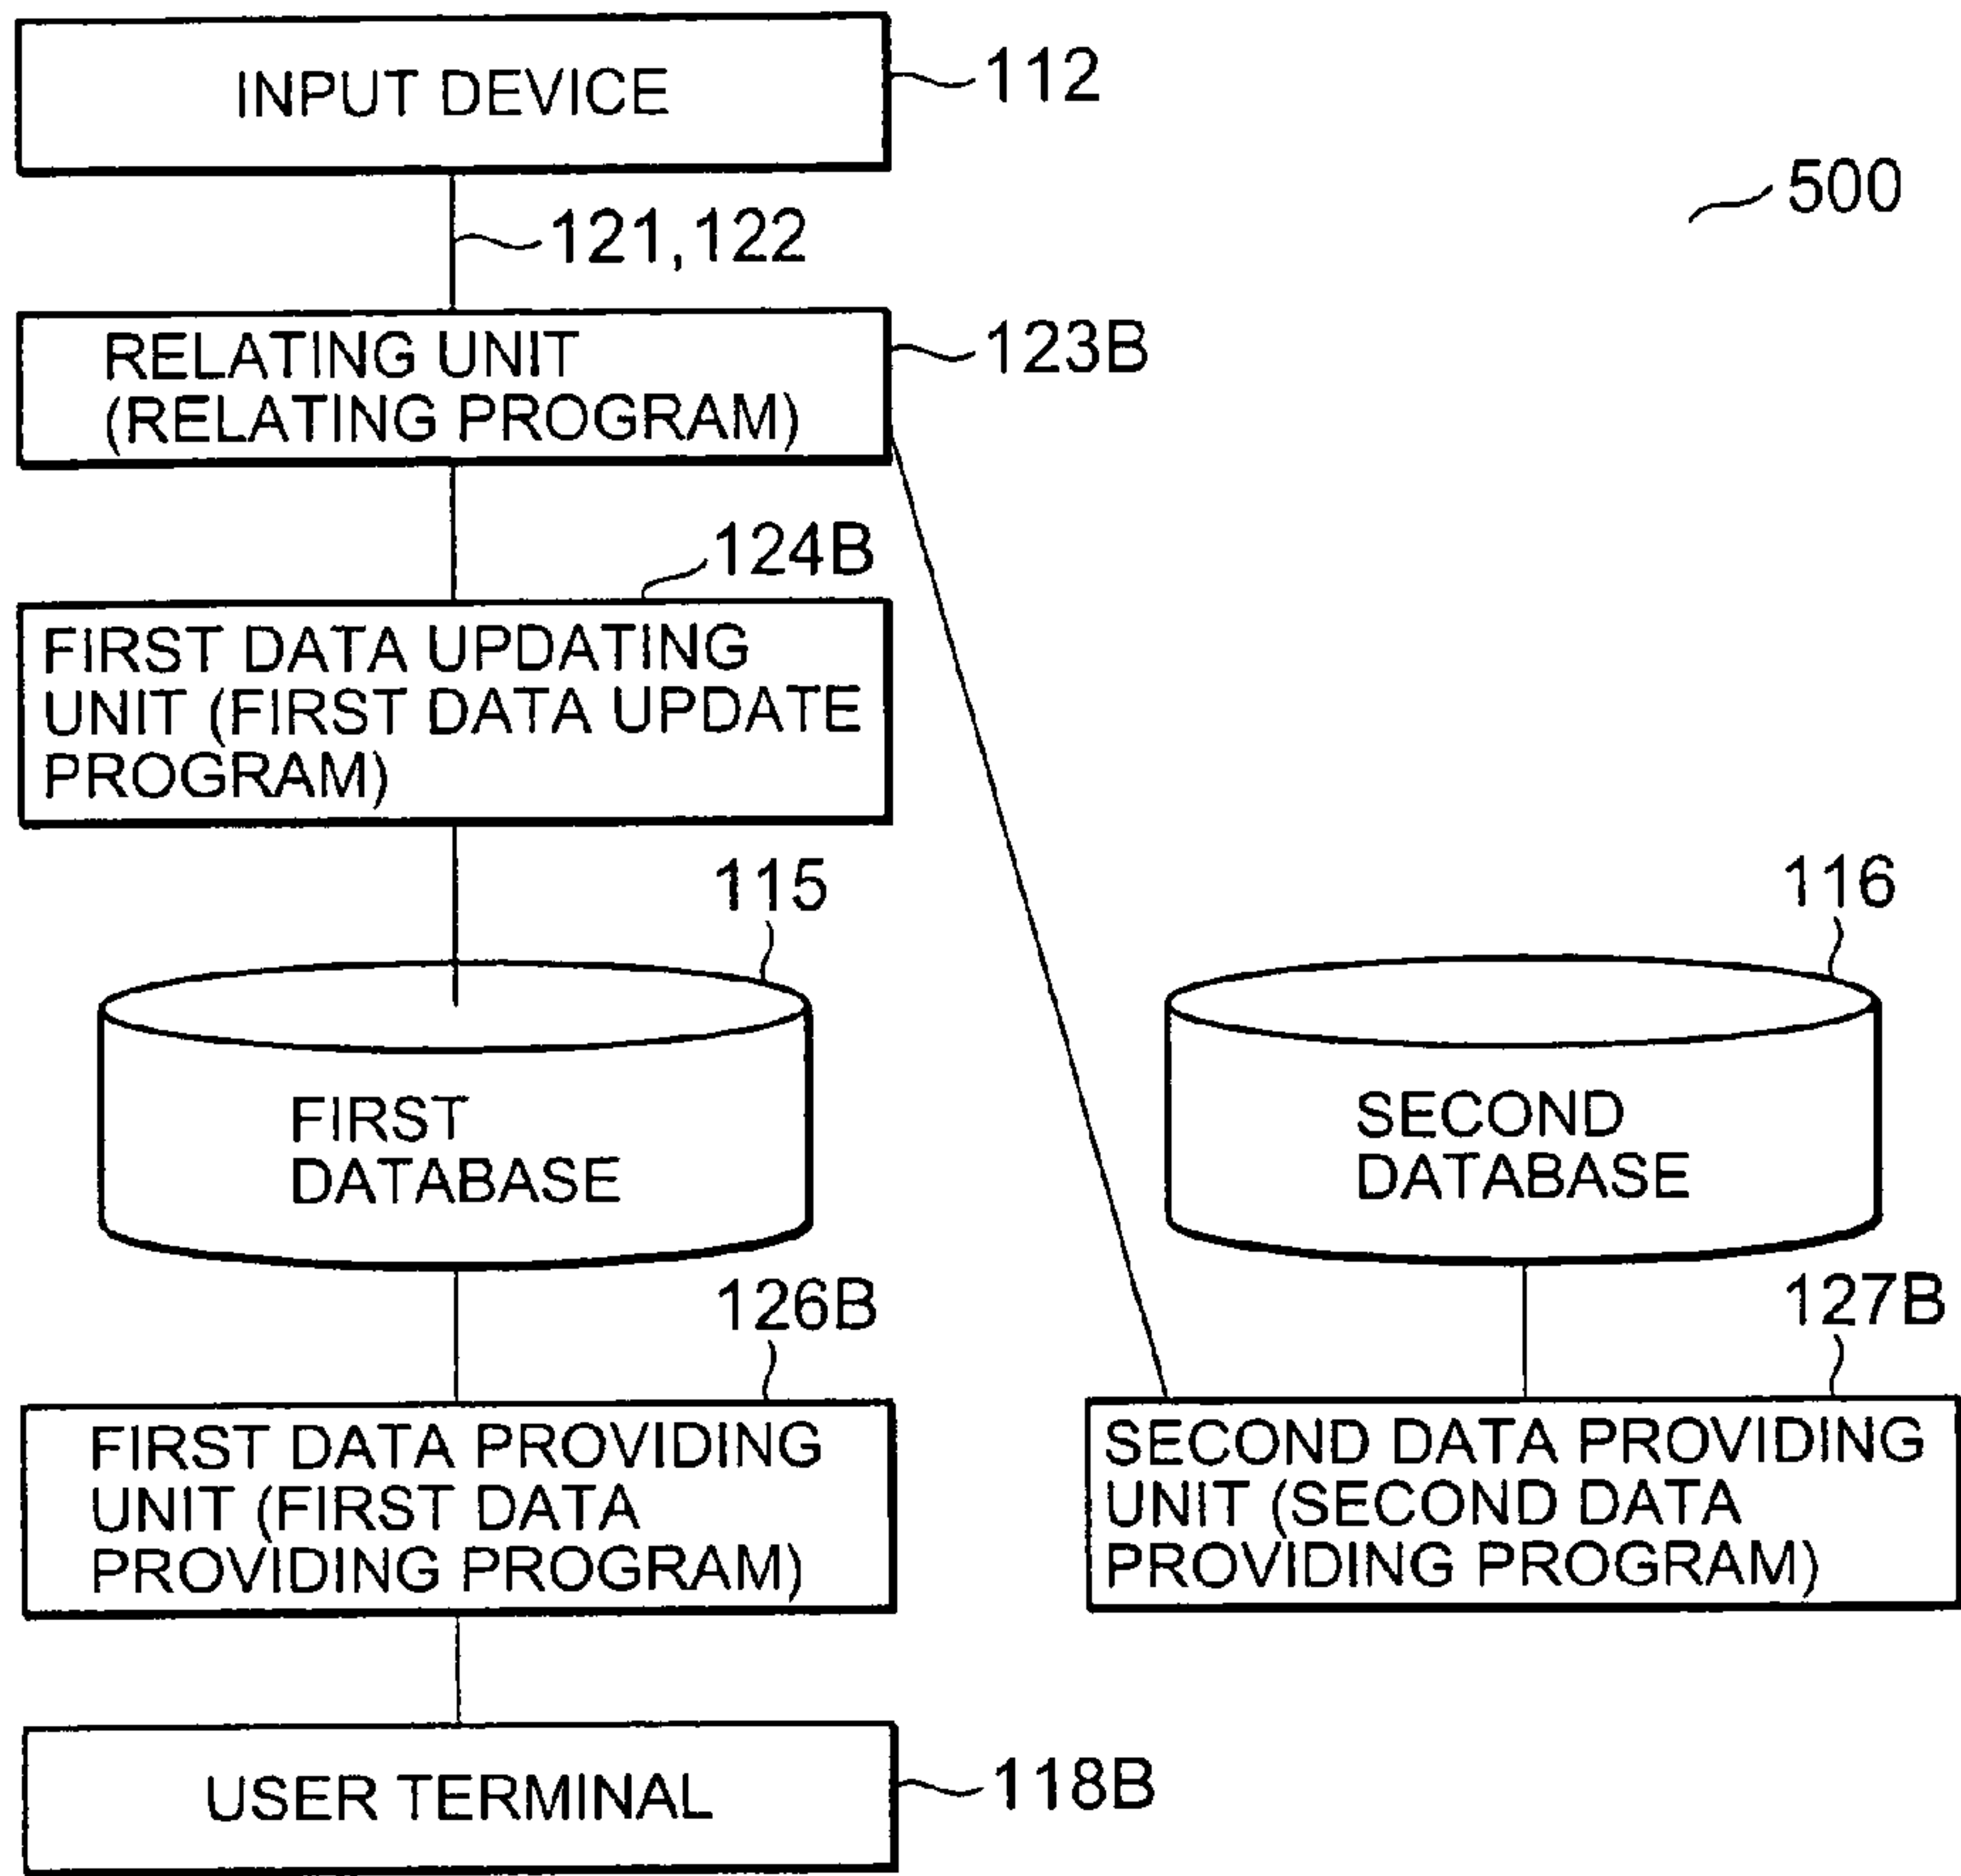 INPUT DEVICE
112
500
121,122
RELATING UNIT
(RELATING PROGRAM)
123B
124B
FIRST DATA UPDATING
UNIT (FIRST DATA UPDATE
PROGRAM)
115
116
FIRST
DATABASE
SECOND
DATABASE
126B
127B
FIRST DATA PROVIDING
UNIT (FIRST DATA
PROVIDING PROGRAM)
SECOND DATA PROVIDING
UNIT (SECOND DATA
PROVIDING PROGRAM)
USER TERMINAL
118B